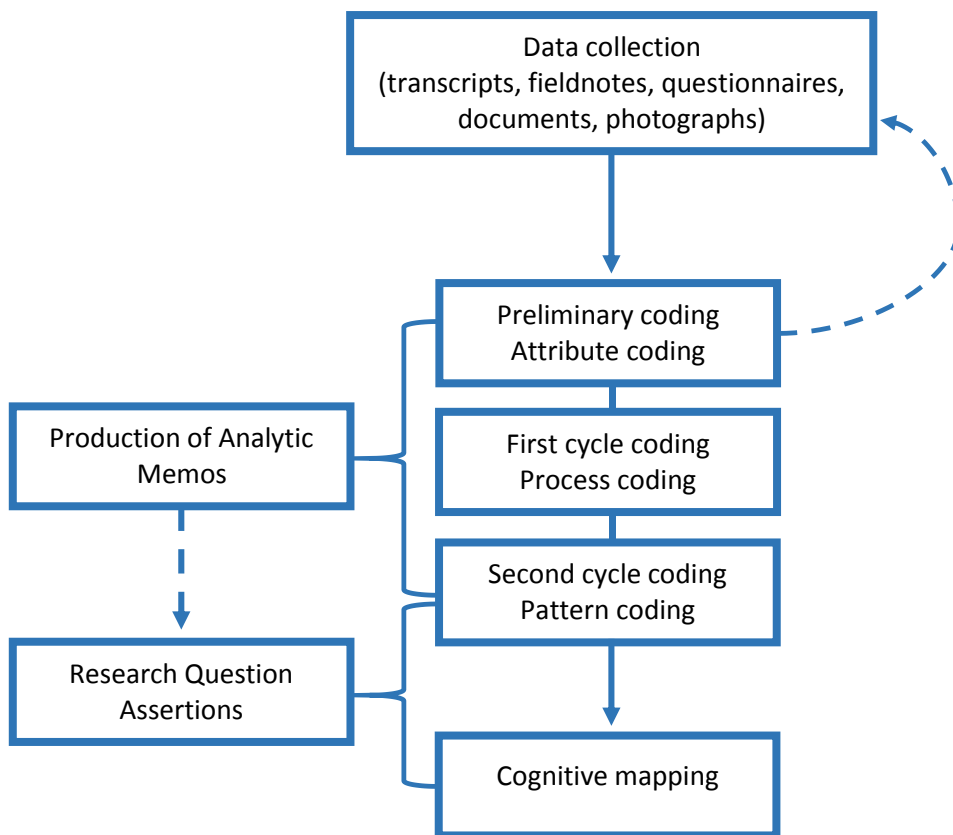 Data collection
(transcripts, fieldnotes, questionnaires,
documents, photographs)
Preliminary coding
Attribute coding
Production of Analytic
Memos
First cycle coding
Process coding
Second cycle coding
Pattern coding
Research Question
Assertions
Cognitive mapping